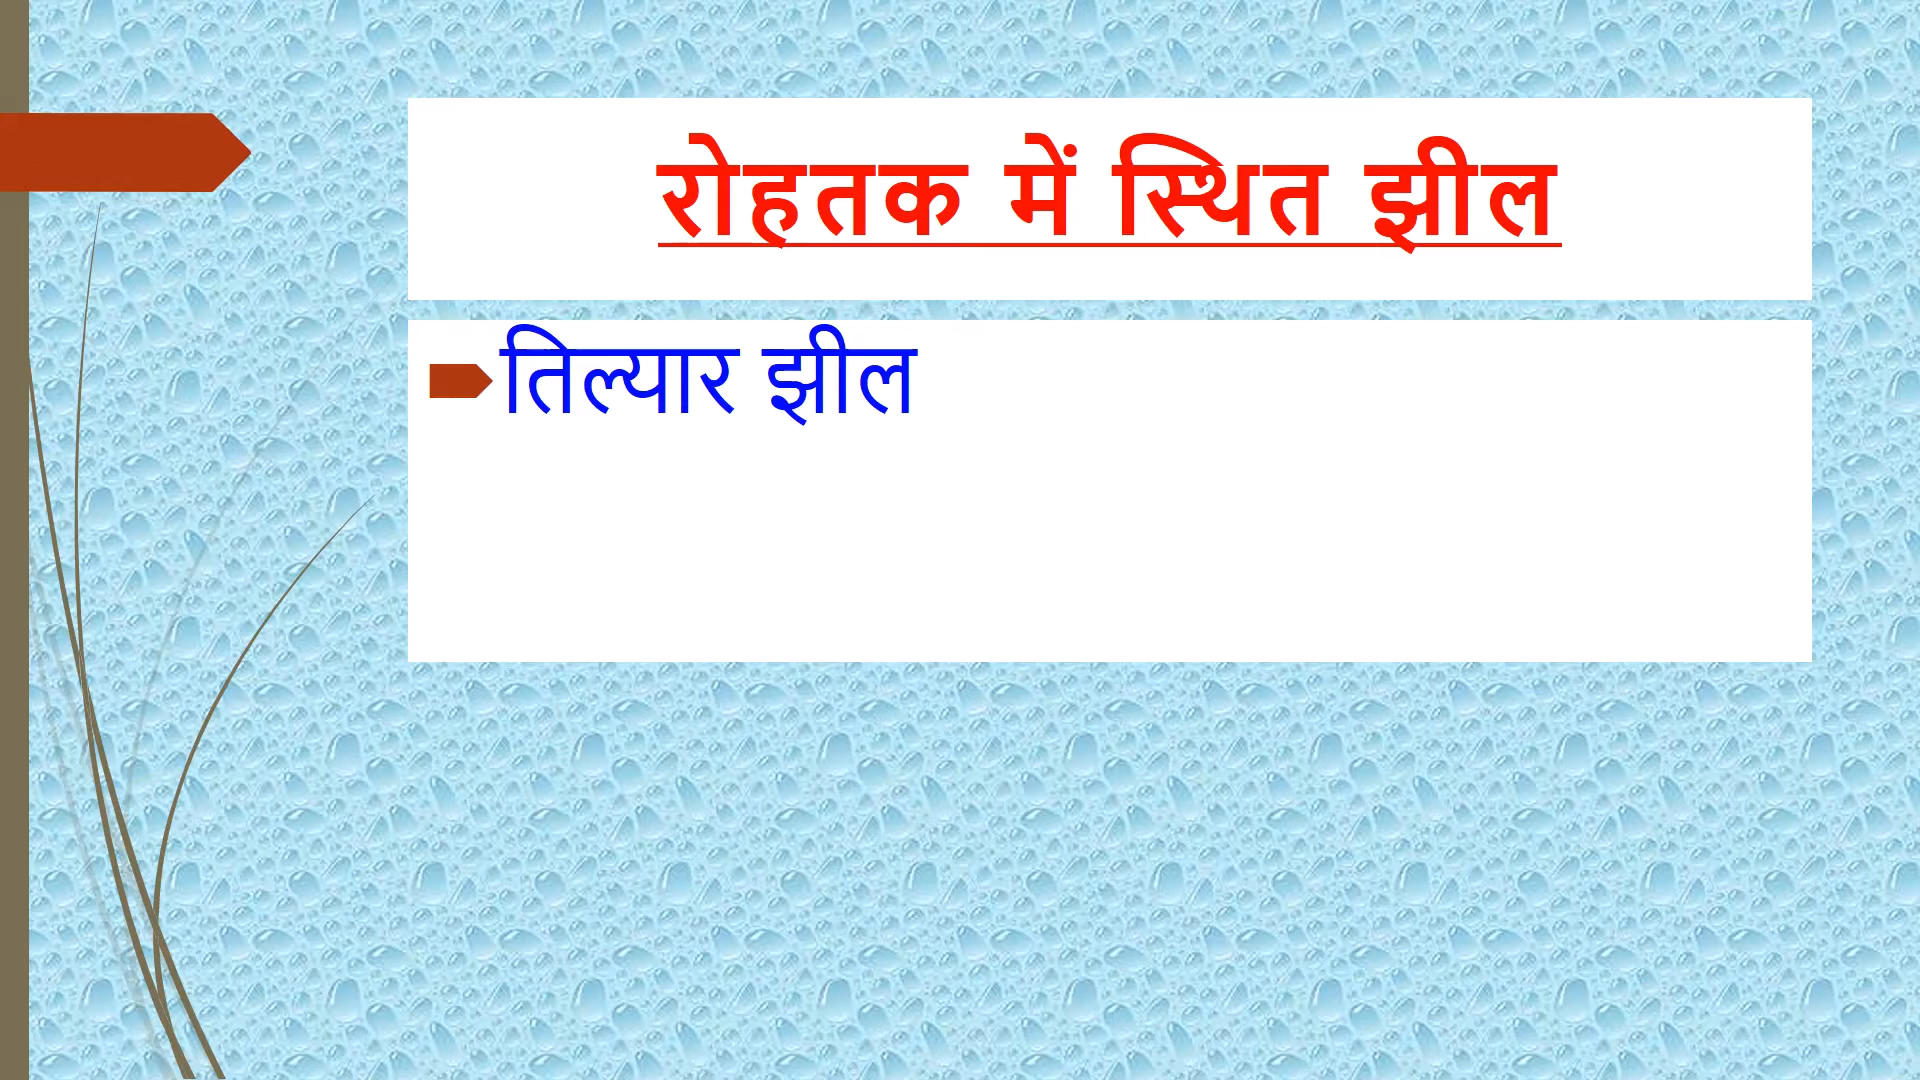 रोहतक में स्थित झील
तिल्यार झील